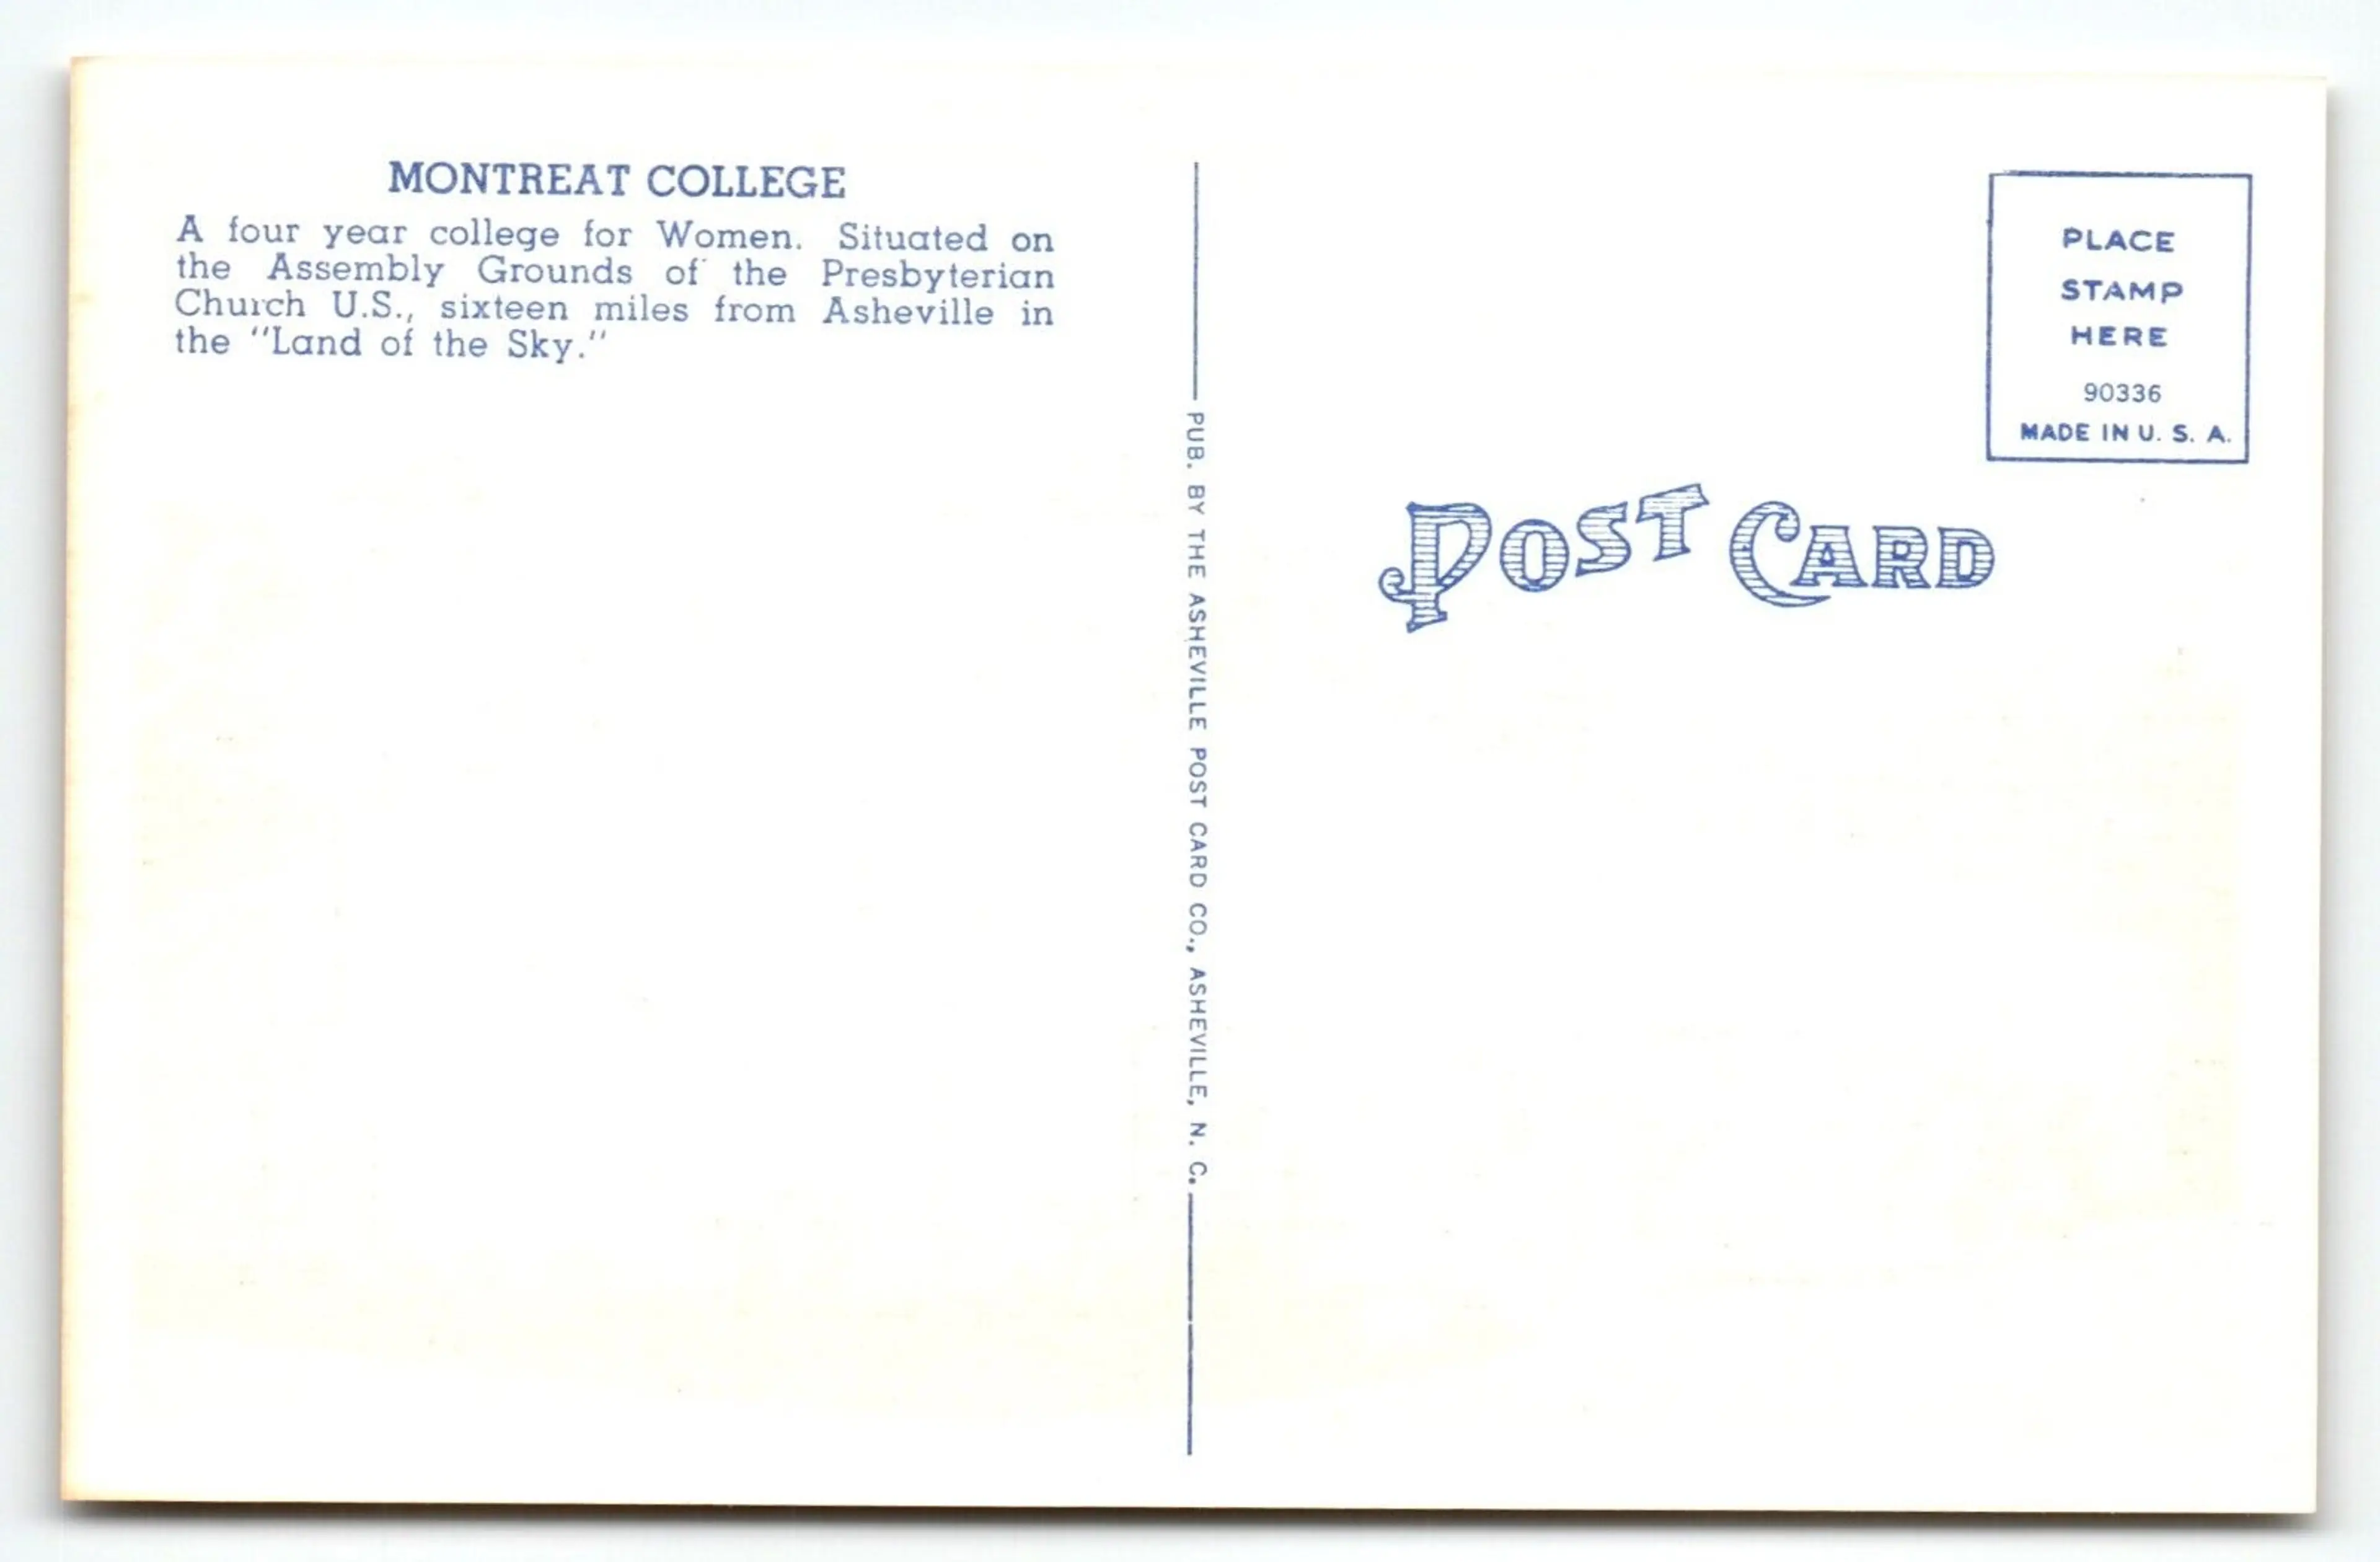 MONTREAT COLLEGE
A four year college for Women. Situated on
the Assembly Grounds of the Presbyterian
Church U.S., sixteen miles from Asheville in
the "Land of the Sky."
PUB. BY THE ASHEVILLE POST CARD CO., ASHEVILLE, N. C.
PLACE
STAMP
HERE
90336
MADE IN U. S. A.
POST CARD